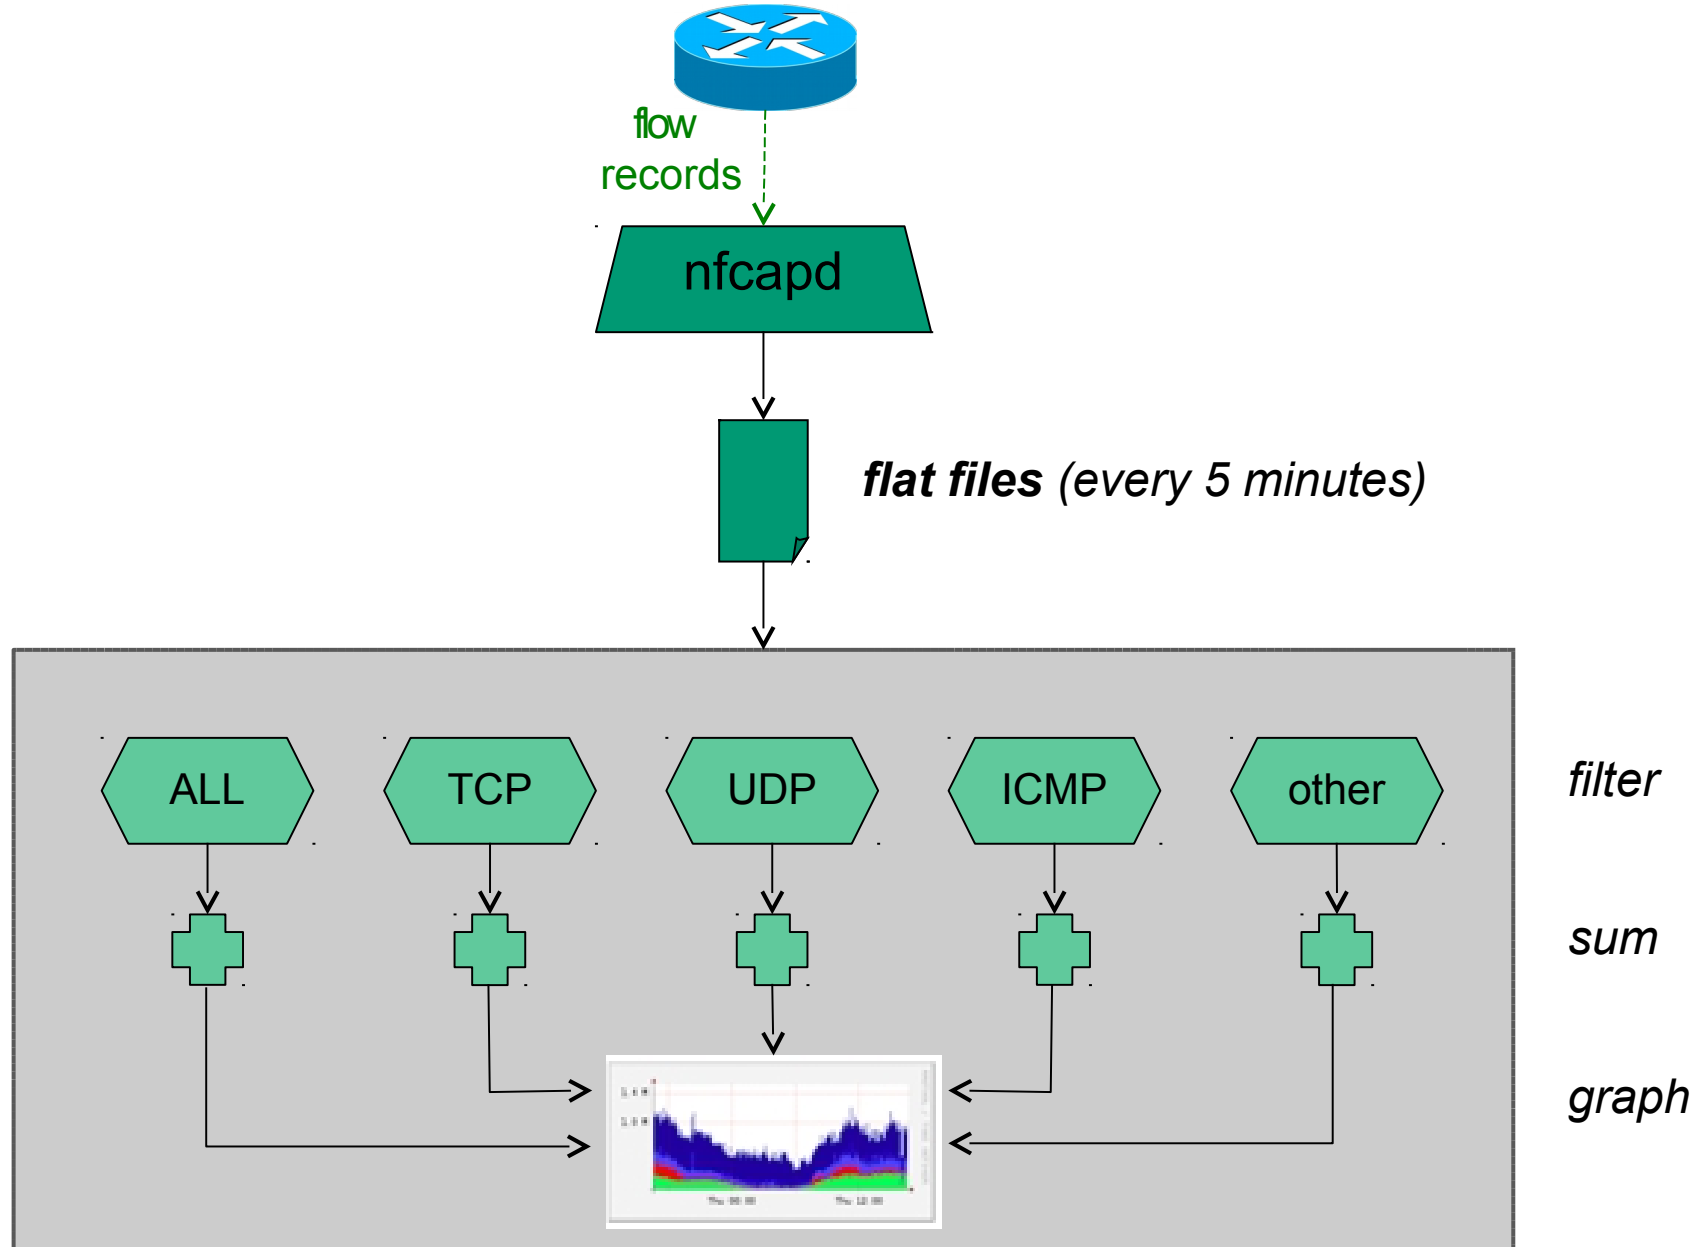 flow
records
nfcapd
flat files (every 5 minutes)
ALL TCP UDP ICMP other
filter
sum
graph